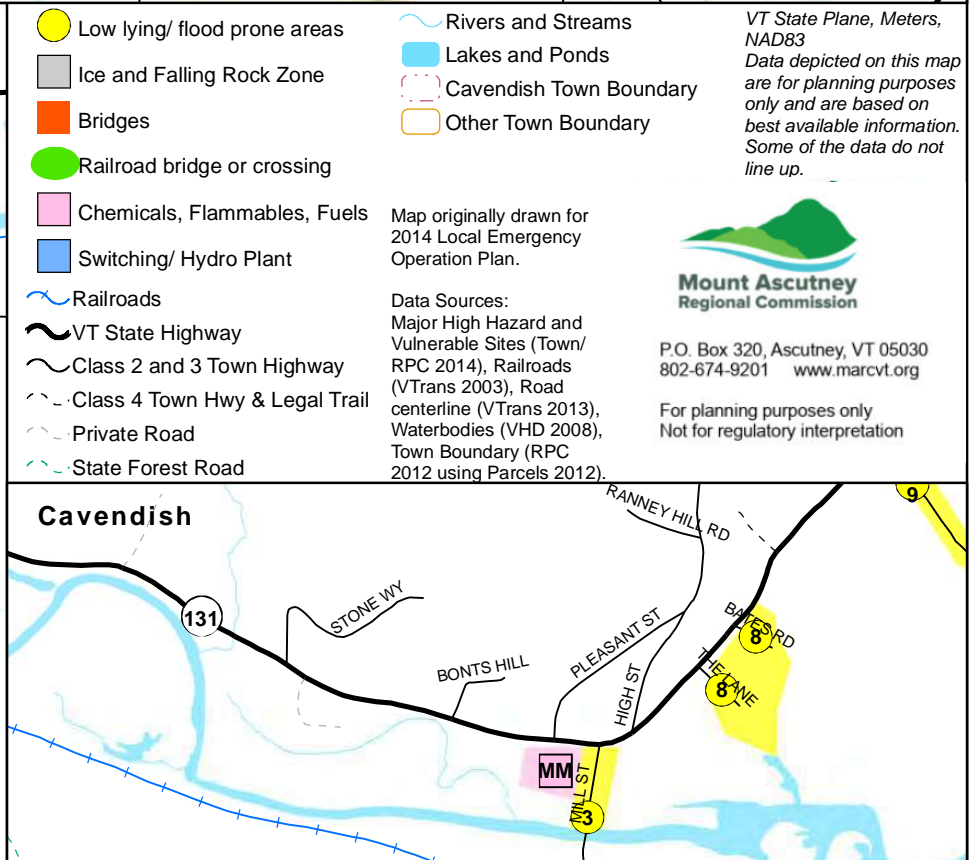 Low lying/ flood prone areas
Ice and Falling Rock Zone
Bridges
Railroad bridge or crossing
Chemicals, Flammables, Fuels
Switching/ Hydro Plant
Railroads
VT State Highway
Class 2 and 3 Town Highway
Class 4 Town Hwy & Legal Trail
Private Road
State Forest Road
Rivers and Streams
Lakes and Ponds
Cavendish Town Boundary
Other Town Boundary
Map originally drawn for
2014 Local Emergency
Operation Plan.
Data Sources:
Major High Hazard and
Vulnerable Sites (Town/
RPC 2014), Railroads
(VTrans 2003), Road
centerline (VTrans 2013),
Waterbodies (VHD 2008),
Town Boundary (RPC
2012 using Parcels 2012).
VT State Plane, Meters,
NAD83
Data depicted on this map
are for planning purposes
only and are based on
best available information.
Some of the data do not
line up.
Mount Ascutney
Regional Commission
P.O. Box 320, Ascutney, VT 05030
802-674-9201 www.marcvt.org
For planning purposes only
Not for regulatory interpretation
Cavendish
131
STONE WY
BONTS HILL
PLEASANT ST
HIGH ST
RANNEY HILL RD
9
BATES RD
8
THE LANE
8
MM
MILL ST
3